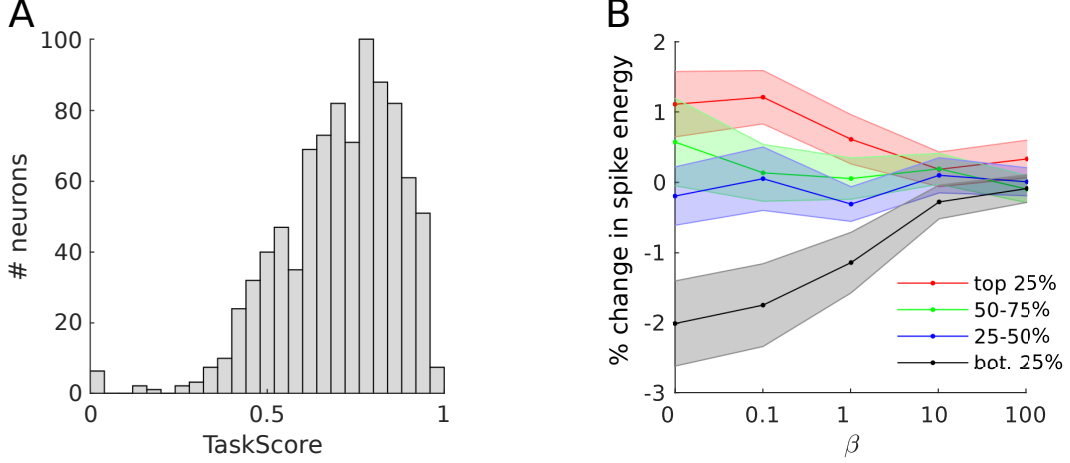 A
100
80
60
40
20
0
# neurons
0
0.5
1
TaskScore
B
2
1
0
-1
-2
-3
% change in spike energy
top 25%
50-75%
25-50%
bot. 25%
0
0.1
1
10
100
β